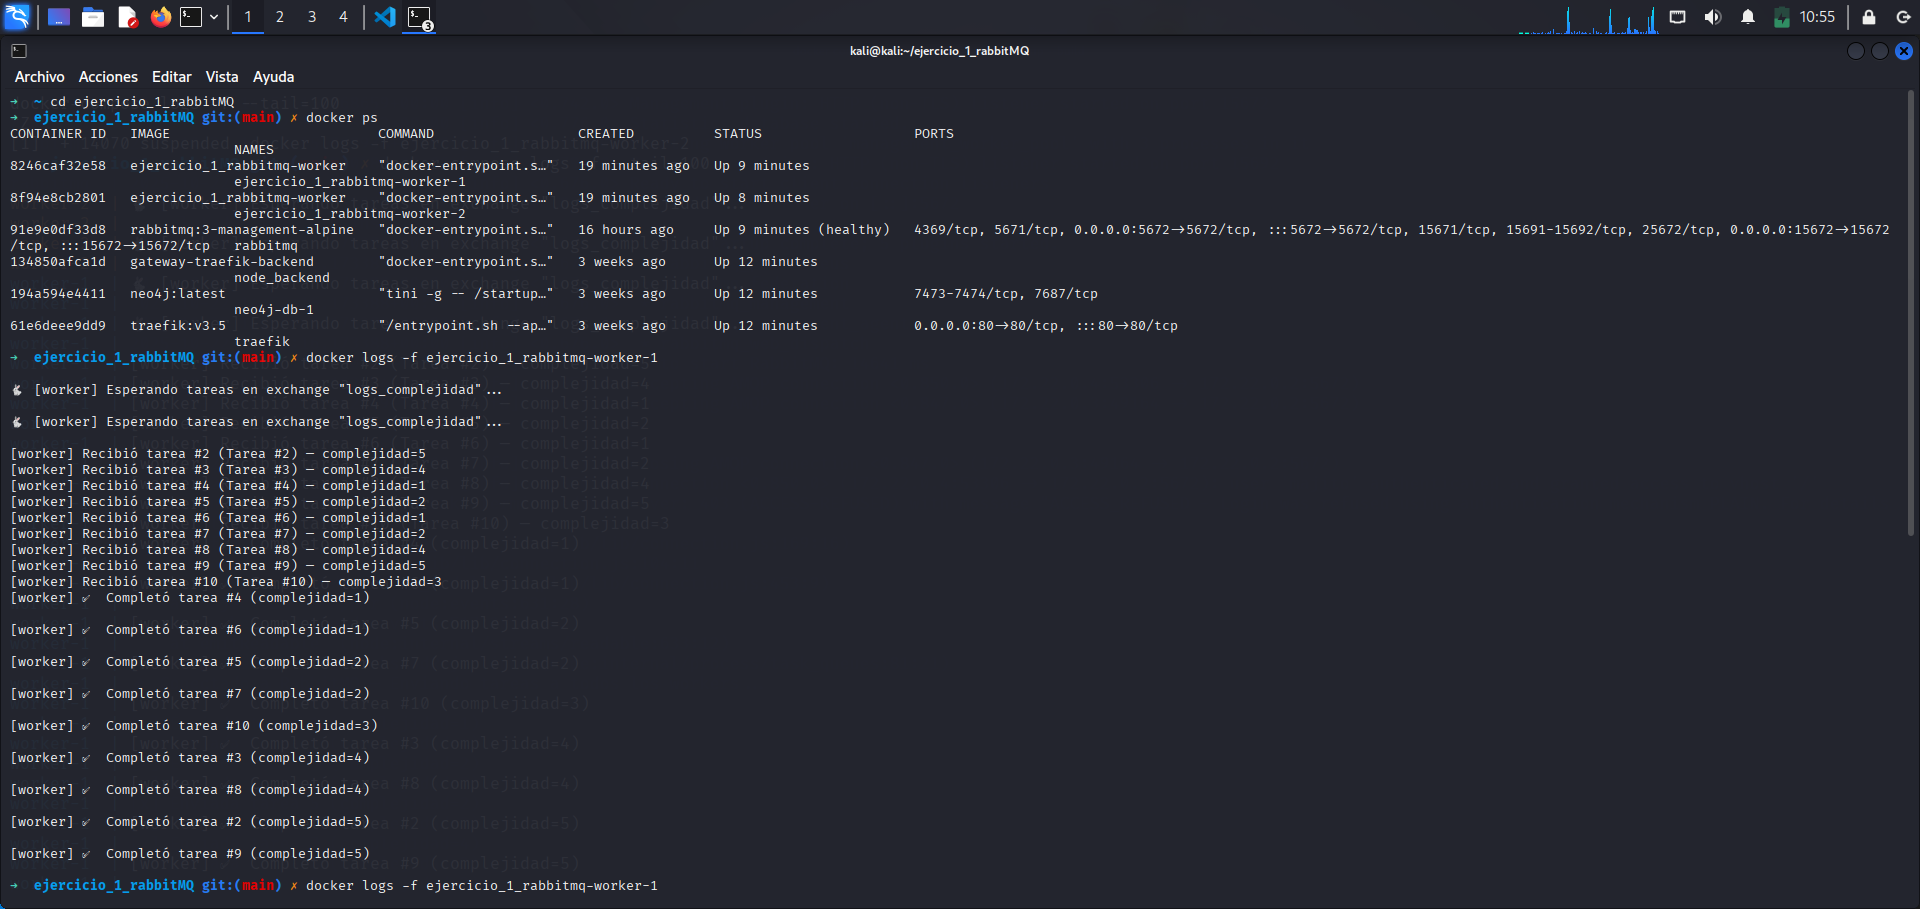 1 2 3 4 3 10:55
kali@kali:~/ejercicio_1_rabbitMQ
Archivo Acciones Editar Vista Ayuda
→ ~ cd ejercicio_1_rabbitMQ
→ ejercicio_1_rabbitMQ git:(main) ✗ docker ps
CONTAINER ID IMAGE COMMAND CREATED STATUS PORTS
NAMES
8246caf32e58 ejercicio_1_rabbitmq-worker "docker-entrypoint.s…" 19 minutes ago Up 9 minutes
ejercicio_1_rabbitmq-worker-1
8f94e8cb2801 ejercicio_1_rabbitmq-worker "docker-entrypoint.s…" 19 minutes ago Up 8 minutes
ejercicio_1_rabbitmq-worker-2
91e9e0df33d8 rabbitmq:3-management-alpine "docker-entrypoint.s…" 16 hours ago Up 9 minutes (healthy) 4369/tcp, 5671/tcp, 0.0.0.0:5672->5672/tcp, :::5672->5672/tcp, 15671/tcp, 15691-15692/tcp, 25672/tcp, 0.0.0.0:15672->15672
/tcp, :::15672->15672/tcp rabbitmq
134850afca1d gateway-traefik-backend "docker-entrypoint.s…" 3 weeks ago Up 12 minutes
node_backend
194a594e4411 neo4j:latest "tini -g -- /startup…" 3 weeks ago Up 12 minutes 7473-7474/tcp, 7687/tcp
neo4j-db-1
61e6deee9dd9 traefik:v3.5 "/entrypoint.sh --ap…" 3 weeks ago Up 12 minutes 0.0.0.0:80->80/tcp, :::80->80/tcp
traefik
→ ejercicio_1_rabbitMQ git:(main) ✗ docker logs -f ejercicio_1_rabbitmq-worker-1
🐇 [worker] Esperando tareas en exchange "logs_complejidad"...
🐇 [worker] Esperando tareas en exchange "logs_complejidad"...
[worker] Recibió tarea #2 (Tarea #2) — complejidad=5
[worker] Recibió tarea #3 (Tarea #3) — complejidad=4
[worker] Recibió tarea #4 (Tarea #4) — complejidad=1
[worker] Recibió tarea #5 (Tarea #5) — complejidad=2
[worker] Recibió tarea #6 (Tarea #6) — complejidad=1
[worker] Recibió tarea #7 (Tarea #7) — complejidad=2
[worker] Recibió tarea #8 (Tarea #8) — complejidad=4
[worker] Recibió tarea #9 (Tarea #9) — complejidad=5
[worker] Recibió tarea #10 (Tarea #10) — complejidad=3
[worker] ✅ Completó tarea #4 (complejidad=1)
[worker] ✅ Completó tarea #6 (complejidad=1)
[worker] ✅ Completó tarea #5 (complejidad=2)
[worker] ✅ Completó tarea #7 (complejidad=2)
[worker] ✅ Completó tarea #10 (complejidad=3)
[worker] ✅ Completó tarea #3 (complejidad=4)
[worker] ✅ Completó tarea #8 (complejidad=4)
[worker] ✅ Completó tarea #2 (complejidad=5)
[worker] ✅ Completó tarea #9 (complejidad=5)
→ ejercicio_1_rabbitMQ git:(main) ✗ docker logs -f ejercicio_1_rabbitmq-worker-1